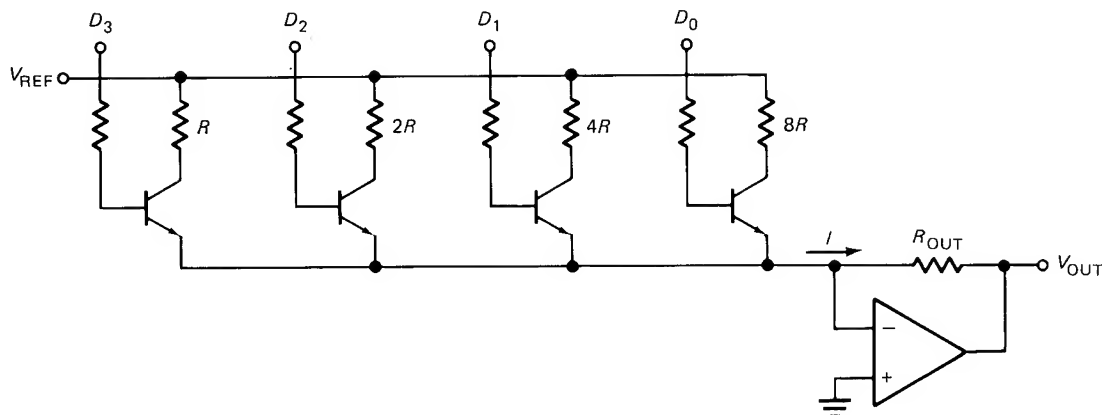 D3 D2 D1 D0
VREF
R 2R 4R 8R
I ROUT
VOUT
−
+